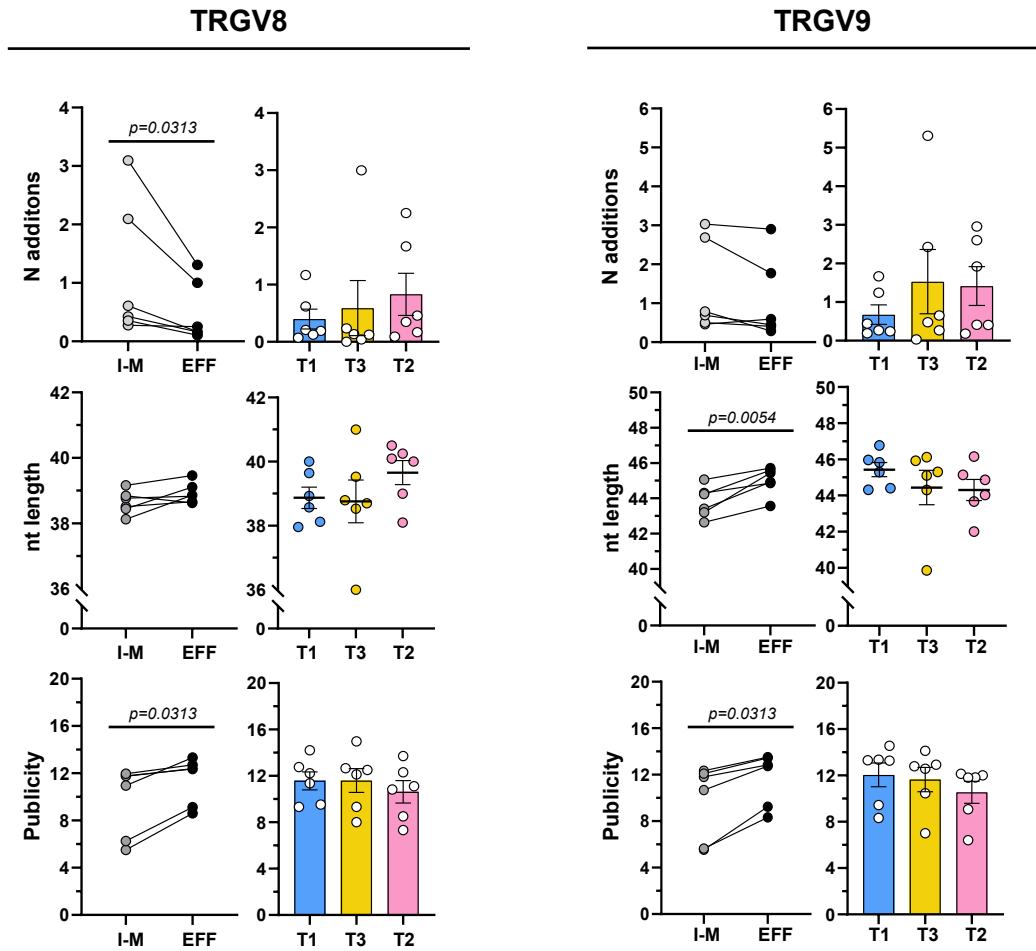 TRGV8
TRGV9
N additons
4
3
2
1
0
p=0.0313
I-M EFF
4
3
2
1
0
T1 T3 T2
N additions
6
5
4
3
2
1
0
I-M EFF
6
5
4
3
2
1
0
T1 T3 T2
nt length
42
40
38
36
0
I-M EFF
42
40
38
36
0
T1 T3 T2
nt length
50
48
46
44
42
40
0
p=0.0054
I-M EFF
50
45
40
0
T1 T3 T2
Publicity
20
16
12
8
4
0
p=0.0313
I-M EFF
20
16
12
8
4
0
T1 T3 T2
Publicity
20
16
12
8
4
0
p=0.0313
I-M EFF
20
16
12
8
4
0
T1 T3 T2